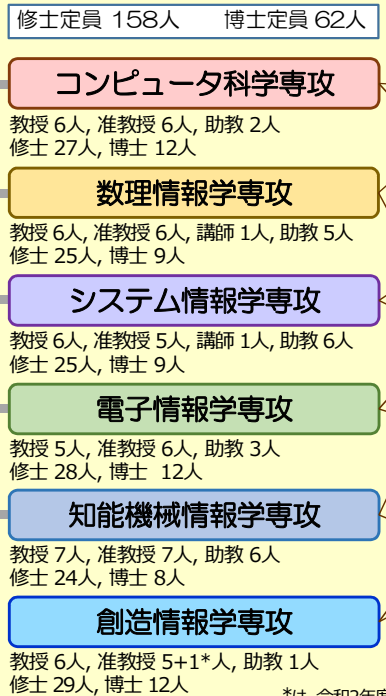 修士定員 158人 博士定員 62人
コンピュータ科学専攻
教授 6人, 准教授 6人, 助教 2人
修士 27人, 博士 12人
数理情報学専攻
教授 6人, 准教授 6人, 講師 1人, 助教 5人
修士 25人, 博士 9人
システム情報学専攻
教授 6人, 准教授 5人, 講師 1人, 助教 6人
修士 25人, 博士 9人
電子情報学専攻
教授 5人, 准教授 6人, 助教 3人
修士 28人, 博士 12人
知能機械情報学専攻
教授 7人, 准教授 7人, 助教 6人
修士 24人, 博士 8人
創造情報学専攻
教授 6人, 准教授 5+1*人, 助教 1人
修士 29人, 博士 12人
*は 令和2年度